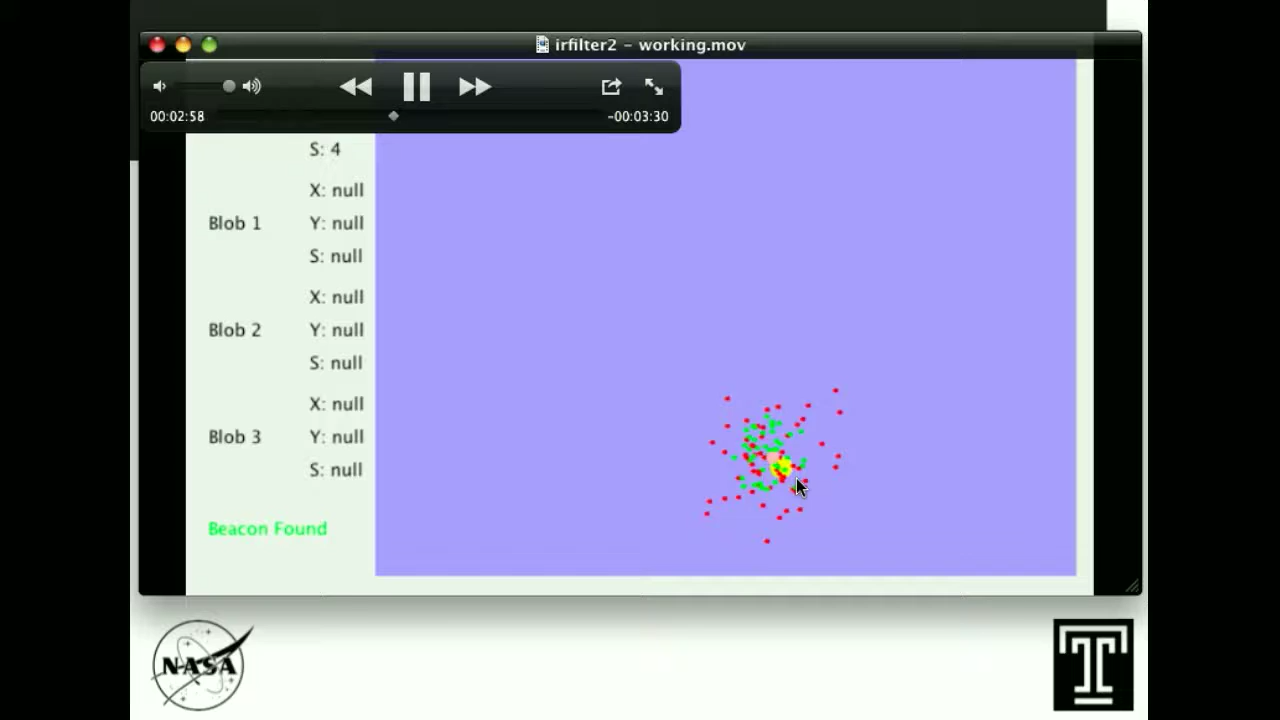 irfilter2 – working.mov
00:02:58
-00:03:30
S: 4
X: null
Blob 1 Y: null
S: null
X: null
Blob 2 Y: null
S: null
X: null
Blob 3 Y: null
S: null
Beacon Found
NASA
T